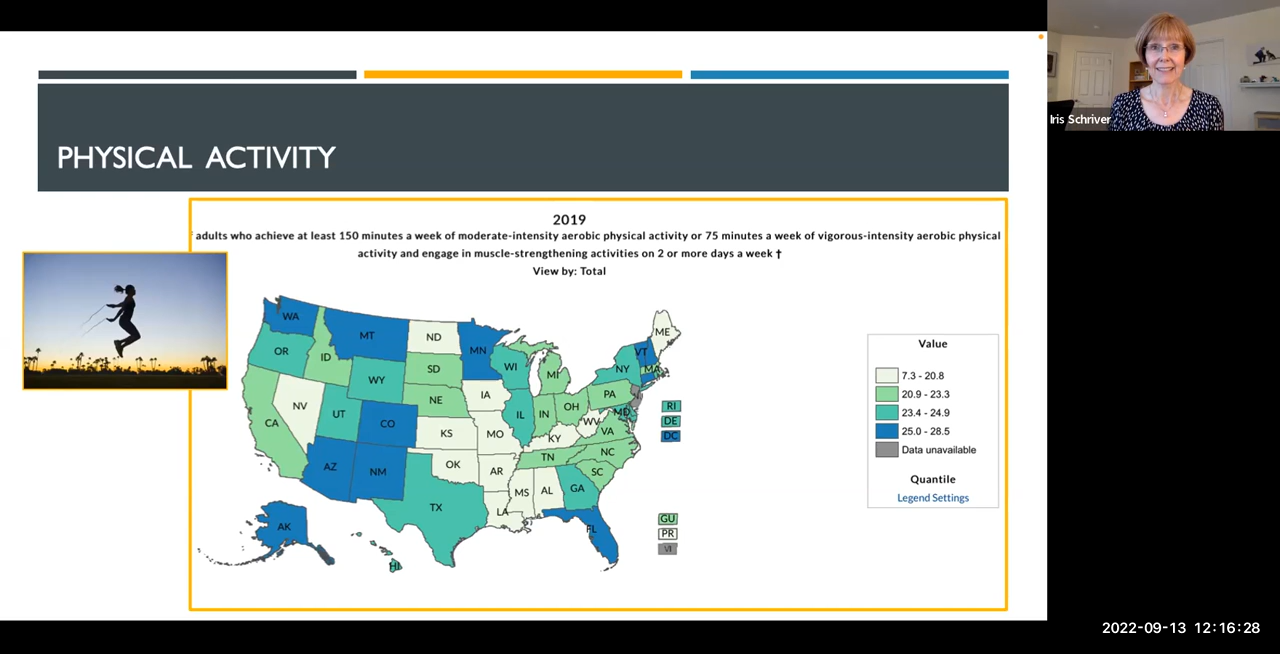 PHYSICAL ACTIVITY
Iris Schriver
2019
adults who achieve at least 150 minutes a week of moderate-intensity aerobic physical activity or 75 minutes a week of vigorous-intensity aerobic physical
activity and engage in muscle-strengthening activities on 2 or more days a week †
View by: Total
WA
MT
ND
MN
OR
ID
SD
WI
MI
NY
VT
ME
MA
WY
NE
IA
PA
NV
UT
CO
IL
IN
OH
MD
CA
KS
MO
KY
WV
VA
AZ
NM
OK
AR
TN
NC
SC
TX
LA
MS
AL
GA
FL
AK
HI
RI
DE
DC
GU
PR
VI
Value
7.3 - 20.8
20.9 - 23.3
23.4 - 24.9
25.0 - 28.5
Data unavailable
Quantile
Legend Settings
2022-09-13 12:16:28